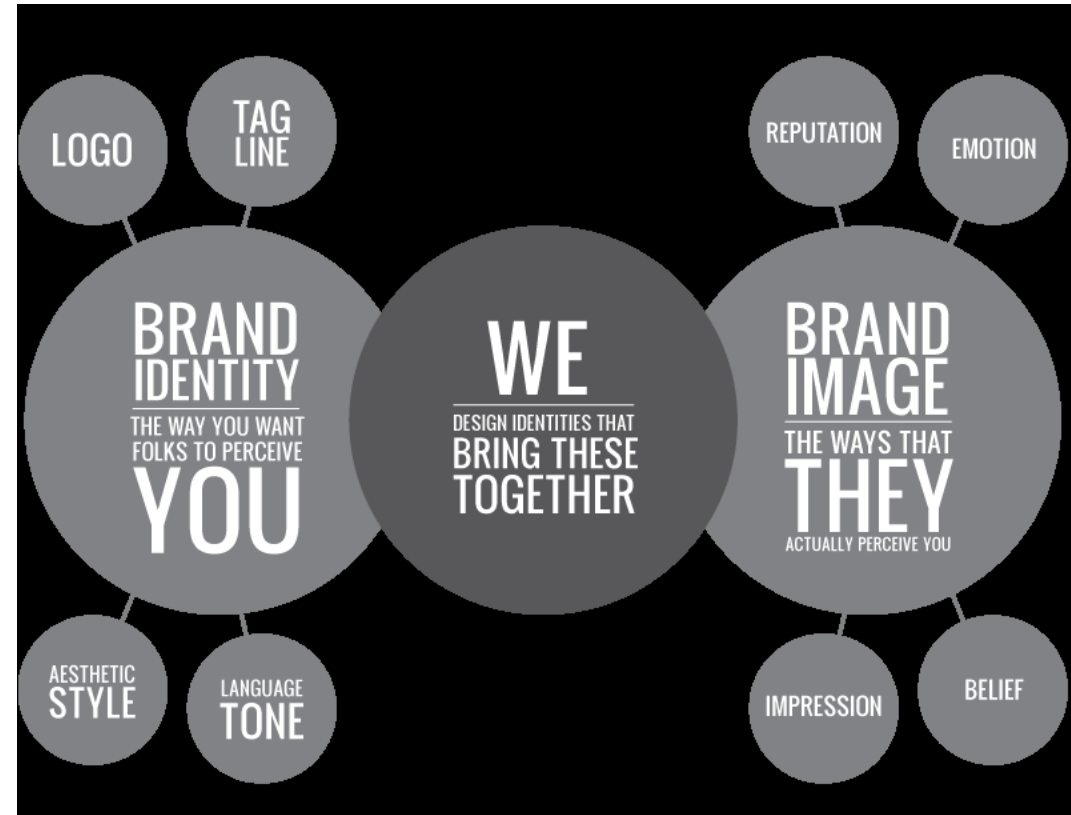 LOGO
TAG
LINE
REPUTATION
EMOTION
BRAND
IDENTITY
THE WAY YOU WANT
FOLKS TO PERCEIVE
YOU
WE
DESIGN IDENTITIES THAT
BRING THESE
TOGETHER
BRAND
IMAGE
THE WAYS THAT
THEY
ACTUALLY PERCEIVE YOU
AESTHETIC
STYLE
LANGUAGE
TONE
IMPRESSION
BELIEF